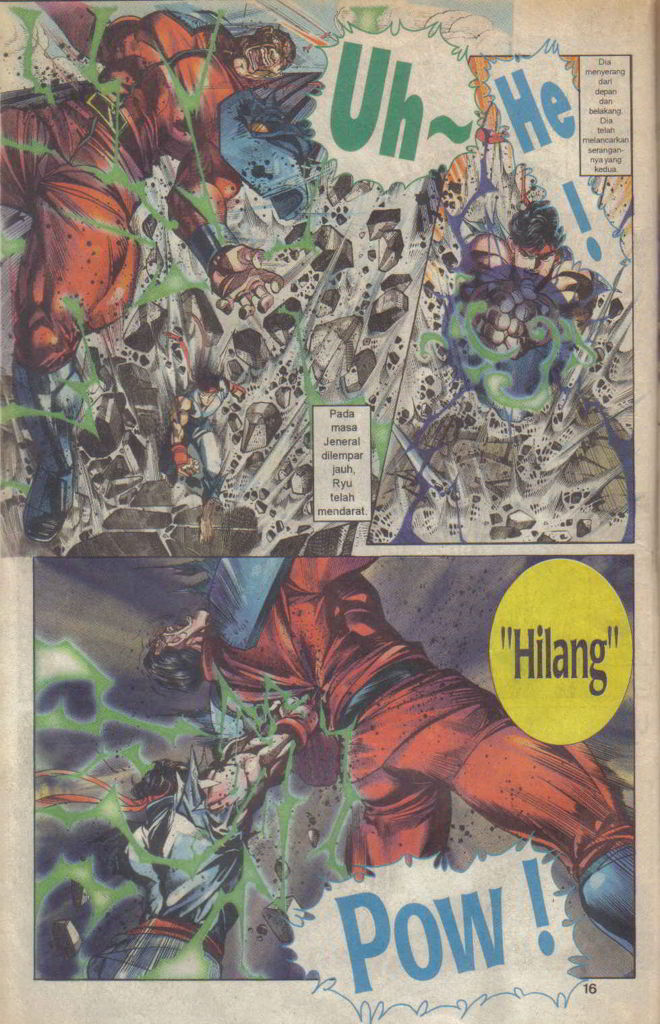 Uh~
He!
Dia
menyerang
dari
depan
dan
belakang.
Dia
telah
melancarkan
serangan-
nya yang
kedua.
Pada
masa
Jeneral
dilempar
jauh,
Ryu
telah
mendarat.
"Hilang"
Pow!
16